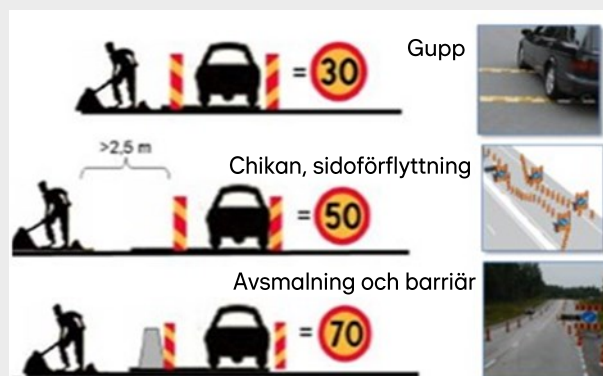 Gupp
= 30
>2,5 m
Chikan, sidoförflyttning
= 50
Avsmalning och barriär
= 70